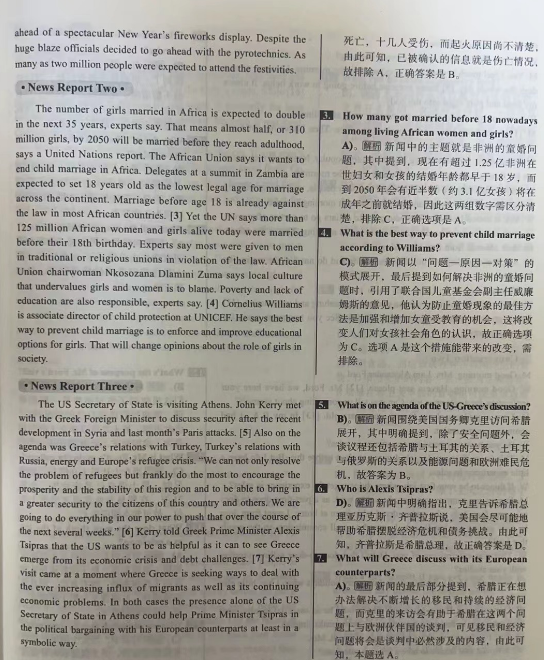 ahead of a spectacular New Year's fireworks display. Despite the
huge blaze officials decided to go ahead with the pyrotechnics. As
many as two million people were expected to attend the festivities.
• News Report Two •
The number of girls married in Africa is expected to double
in the next 35 years, experts say. That means almost half, or 310
million girls, by 2050 will be married before they reach adulthood,
says a United Nations report. The African Union says it wants to
end child marriage in Africa. Delegates at a summit in Zambia are
expected to set 18 years old as the lowest legal age for marriage
across the continent. Marriage before age 18 is already against
the law in most African countries. [3] Yet the UN says more than
125 million African women and girls alive today were married
before their 18th birthday. Experts say most were given to men
in traditional or religious unions in violation of the law. African
Union chairwoman Nkosozana Dlamini Zuma says local culture
that undervalues girls and women is to blame. Poverty and lack of
education are also responsible, experts say. [4] Cornelius Williams
is associate director of child protection at UNICEF. He says the best
way to prevent child marriage is to enforce and improve educational
options for girls. That will change opinions about the role of girls in
society.
• News Report Three •
The US Secretary of State is visiting Athens. John Kerry met
with the Greek Foreign Minister to discuss security after the recent
development in Syria and last month's Paris attacks. [5] Also on the
agenda was Greece's relations with Turkey, Turkey's relations with
Russia, energy and Europe's refugee crisis. "We can not only resolve
the problem of refugees but frankly do the most to encourage the
prosperity and the stability of this region and to be able to bring in
a greater security to the citizens of this country and others. We are
going to do everything in our power to push that over the course of
the next several weeks." [6] Kerry told Greek Prime Minister Alexis
Tsipras that the US wants to be as helpful as it can to see Greece
emerge from its economic crisis and debt challenges. [7] Kerry's
visit came at a moment where Greece is seeking ways to deal with
the ever increasing influx of migrants as well as its continuing
economic problems. In both cases the presence alone of the US
Secretary of State in Athens could help Prime Minister Tsipras in
the political bargaining with his European counterparts at least in a
symbolic way.
死亡，十几人受伤，而起火原因尚不清楚，
由此可知，已被确认的信息就是伤亡情况，
故排除 A，正确答案是 B。
3. How many got married before 18 nowadays
among living African women and girls?
A)。解析 新闻中的主题就是非洲的童婚问
题，其中提到，现在有超过 1.25 亿非洲在
世妇女和女孩的结婚年龄都早于 18 岁，而
到 2050 年会有近半数（约 3.1 亿女孩）将在
成年之前就结婚，因此这两组数字需区分清
楚，排除 C，正确选项是 A。
4. What is the best way to prevent child marriage
according to Williams?
C)。解析 新闻以“问题—原因—对策”的
模式展开，最后提到如何解决非洲的童婚问
题时，引用了联合国儿童基金会副主任威廉
姆斯的意见，他认为防止童婚现象的最佳方
法是加强和增加女童受教育的机会，这将改
变人们对女孩社会角色的认识，故正确选项
为 C。选项 A 是这个措施能带来的改变，需
排除。
5. What is on the agenda of the US-Greece's discussion?
B)。解析 新闻围绕美国国务卿克里访问希腊
展开，其中明确提到，除了安全问题外，会
谈议程还包括希腊与土耳其的关系、土耳其
与俄罗斯的关系以及能源问题和欧洲难民危
机，故答案为 B。
6. Who is Alexis Tsipras?
D)。解析 新闻中明确指出，克里告诉希腊总
理亚历克斯·齐普拉斯说，美国会尽可能地
帮助希腊摆脱经济危机和债务挑战。由此可
知，齐普拉斯是希腊总理，故正确答案是 D。
7. What will Greece discuss with its European
counterparts?
A)。解析 新闻的最后部分提到，希腊正在想
办法解决不断增长的移民和持续的经济问
题，而克里的来访会有助于希腊在这两个问
题上与欧洲伙伴国的谈判，可见移民和经济
问题将会是谈判中必然涉及的内容，由此可
知，本题选 A。